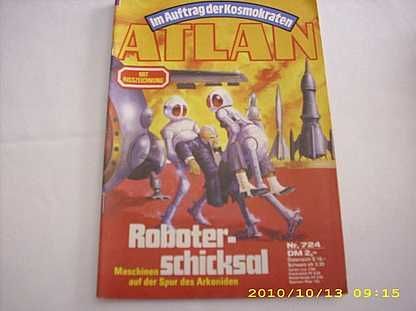 Im Auftrag der Kosmokraten
ATLAN
MIT
RISSZEICHNUNG
Roboter-
schicksal
Maschinen
auf der Spur des Arkoniden
Nr. 724
DM 2,-
2010/10/13 09:15